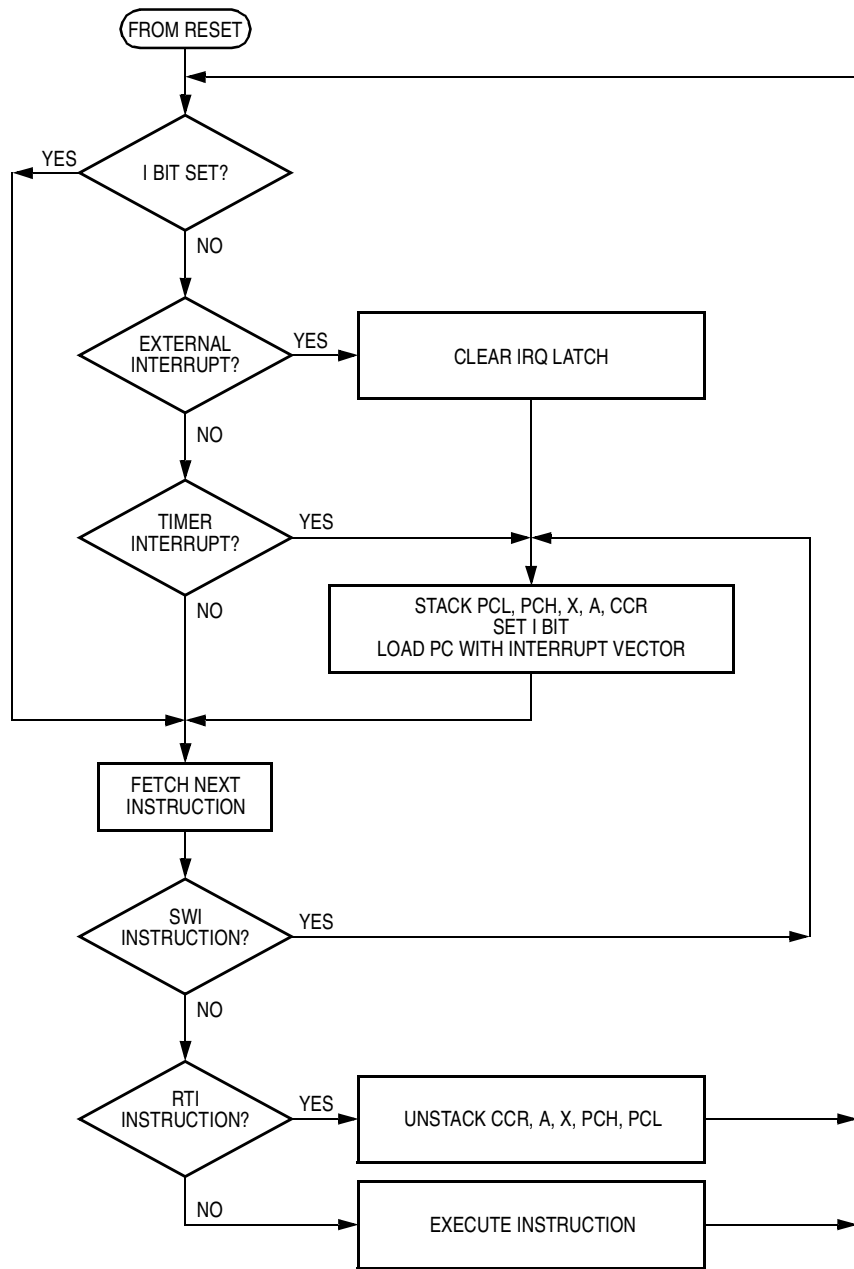 FROM RESET
YES
I BIT SET?
NO
EXTERNAL
INTERRUPT?
YES
CLEAR IRQ LATCH
NO
TIMER
INTERRUPT?
YES
NO
STACK PCL, PCH, X, A, CCR
SET I BIT
LOAD PC WITH INTERRUPT VECTOR
FETCH NEXT
INSTRUCTION
SWI
INSTRUCTION?
YES
NO
RTI
INSTRUCTION?
YES
UNSTACK CCR, A, X, PCH, PCL
NO
EXECUTE INSTRUCTION